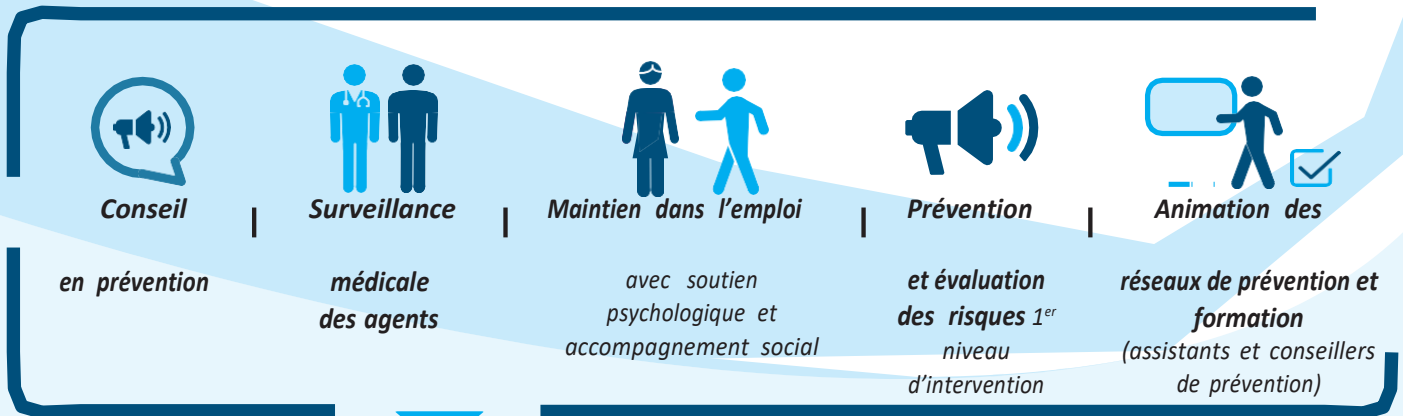 Conseil
en prévention
Surveillance
médicale
des agents
Maintien dans l'emploi
avec soutien
psychologique et
accompagnement social
Prévention
et évaluation
des risques 1er
niveau
d'intervention
Animation des
réseaux de prévention et
formation
(assistants et conseillers
de prévention)